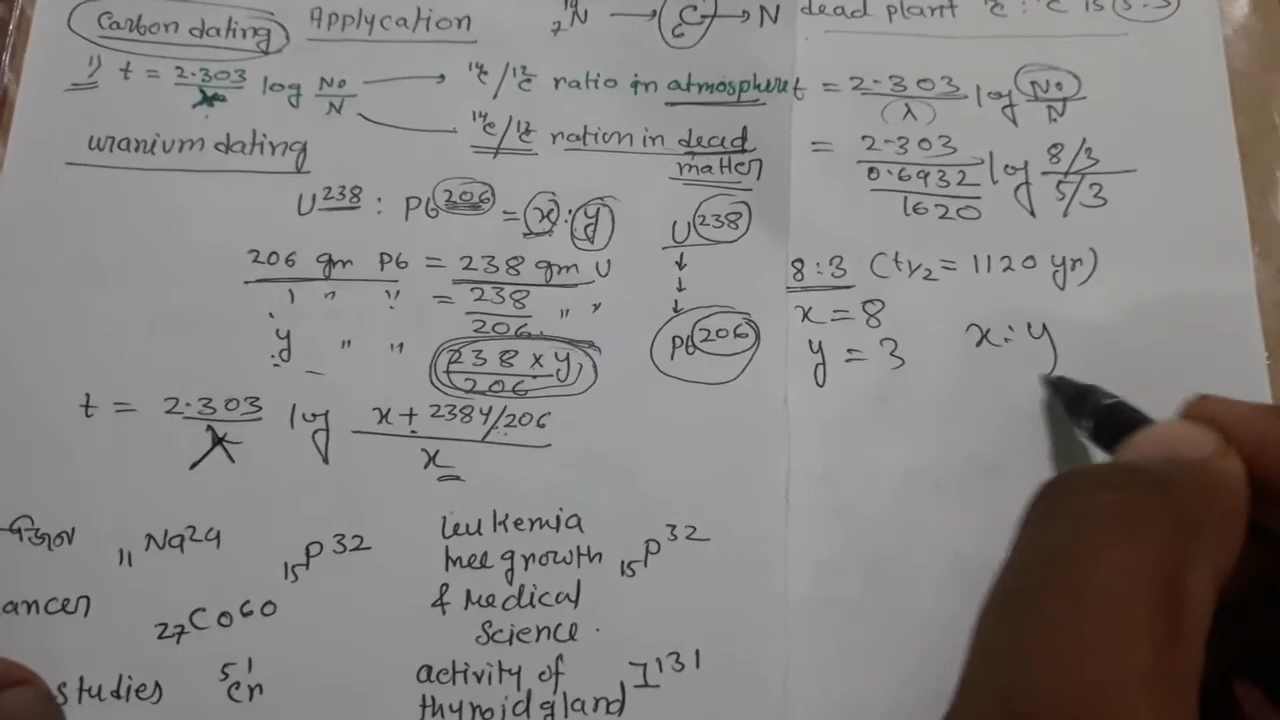 Carbon dating Applycation
¹⁴₇N → ₆C → N
1) t = 2.303/λ log N₀/N
¹⁴C/¹²C ratio in atmosphere
¹⁴C/¹²C ration in dead matter
uranium dating
U²³⁸ : Pb²⁰⁶ = x : y
206 gm Pb = 238 gm U
1 " " = 238/206 " "
y " " 238 × y/206
U²³⁸
↓
↓
↓
Pb²⁰⁶
t = 2.303/λ log x + 238y/206 / x
₁₁Na²⁴ ₁₅P³²
₂₇Co⁶⁰
studies ⁵¹Cr
leukemia
tree growth ₁₅P³²
& Medical
Science.
activity of I¹³¹
thyroid gland
dead plant
t = 2.303/(λ) log N₀/N
= 2.303/0.6932/1620 log 8/3/5/3
8:3 (t1/2 = 1120 yr)
x = 8
y = 3
x : y